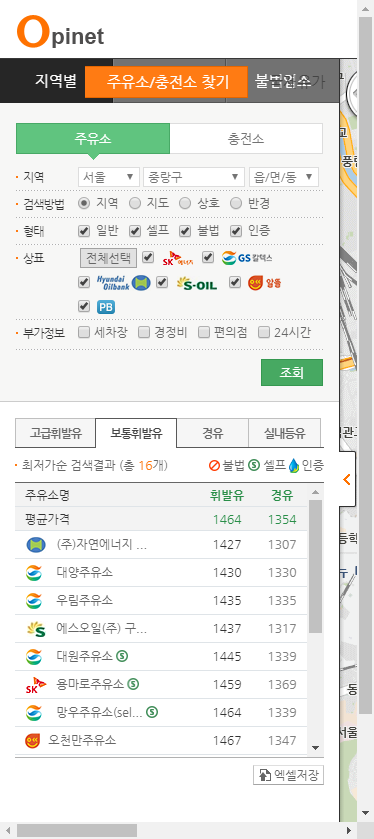 Opinet
지역별 주유소/충전소 찾기 불법업소
주유소 충전소
지역 서울 중랑구 읍/면/동
검색방법 지역 지도 상호 반경
형태 일반 셀프 불법 인증
상표 전체선택 SK에너지 GS칼텍스
Hyundai Oilbank S-OIL 알뜰
PB
부가정보 세차장 경정비 편의점 24시간
조회
고급휘발유 보통휘발유 경유 실내등유
최저가순 검색결과 (총 16개) 불법 셀프 인증
주유소명 휘발유 경유
평균가격 1464 1354
(주)자연에너지 ... 1427 1307
대양주유소 1430 1330
우림주유소 1435 1335
에스오일(주) 구... 1437 1317
대원주유소 1445 1339
용마로주유소 1459 1369
망우주유소(sel... 1464 1339
오천만주유소 1467 1347
엑셀저장